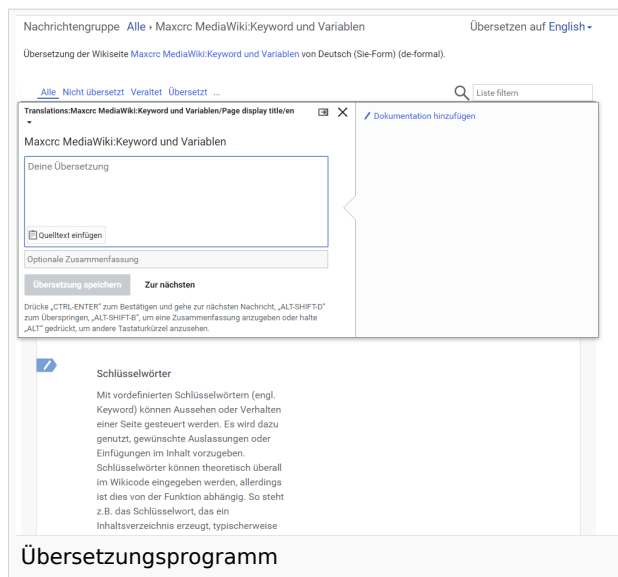 Nachrichtengruppe Alle › Maxcrc MediaWiki:Keyword und Variablen Übersetzen auf English
Übersetzung der Wikiseite Maxcrc MediaWiki:Keyword und Variablen von Deutsch (Sie-Form) (de-formal).
Alle Nicht übersetzt Veraltet Übersetzt ... Liste filtern
Translations:Maxcrc MediaWiki:Keyword und Variablen/Page display title/en
Dokumentation hinzufügen
Maxcrc MediaWiki:Keyword und Variablen
Deine Übersetzung
Quelltext einfügen
Optionale Zusammenfassung
Übersetzung speichern Zur nächsten
Drücke „CTRL-ENTER" zum Bestätigen und gehe zur nächsten Nachricht, „ALT-SHIFT-D"
zum Überspringen, „ALT-SHIFT-B", um eine Zusammenfassung anzugeben oder halte
„ALT" gedrückt, um andere Tastaturkürzel anzusehen.
Schlüsselwörter
Mit vordefinierten Schlüsselwörtern (engl.
Keyword) können Aussehen oder Verhalten
einer Seite gesteuert werden. Es wird dazu
genutzt, gewünschte Auslassungen oder
Einfügungen im Inhalt vorzugeben.
Schlüsselwörter können theoretisch überall
im Wikicode eingegeben werden, allerdings
ist dies von der Funktion abhängig. So steht
z.B. das Schlüsselwort, das ein
Inhaltsverzeichnis erzeugt, typischerweise
Übersetzungsprogramm